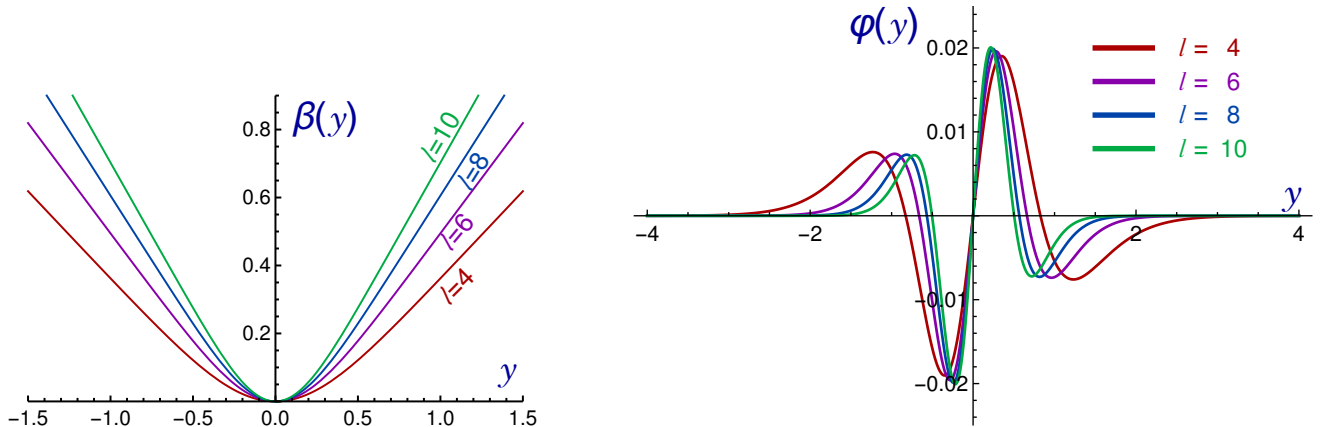 β(y)
0.8
0.6
0.4
0.2
l=10
l=8
l=6
l=4
y
−1.5 −1.0 −0.5 0.0 0.5 1.0 1.5
φ(y)
0.02
0.01
−0.01
−0.02
l = 4
l = 6
l = 8
l = 10
y
−4 −2 2 4